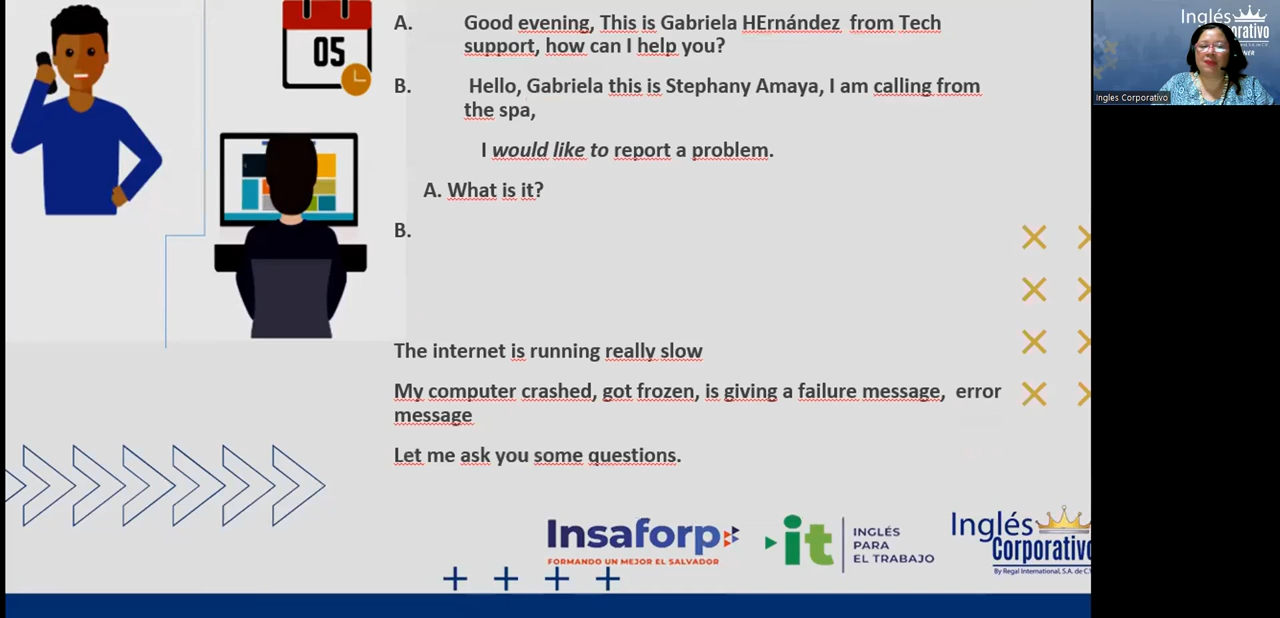 05
A. Good evening, This is Gabriela HErnández from Tech
support, how can I help you?
B. Hello, Gabriela this is Stephany Amaya, I am calling from
the spa,
I would like to report a problem.
A. What is it?
B.
The internet is running really slow
My computer crashed, got frozen, is giving a failure message, error
message
Let me ask you some questions.
Insaforp
FORMANDO UN MEJOR EL SALVADOR
it
INGLÉS
PARA
EL TRABAJO
Inglés
Corporativo
By Regal International, S.A. de C.V
Inglés
Ingles Corporativo